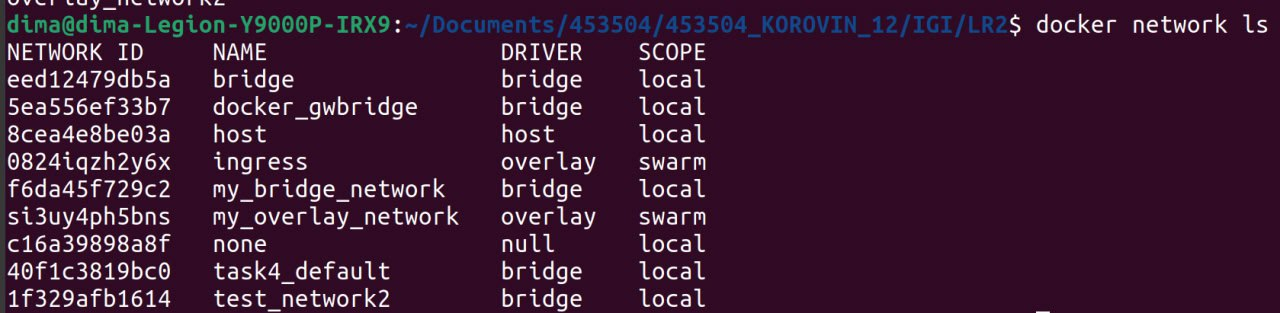 overlay_network2
dima@dima-Legion-Y9000P-IRX9:~/Documents/453504/453504_KOROVIN_12/IGI/LR2$ docker network ls
NETWORK ID     NAME                 DRIVER    SCOPE
eed12479db5a   bridge               bridge    local
5ea556ef33b7   docker_gwbridge      bridge    local
8cea4e8be03a   host                 host      local
0824iqzh2y6x   ingress              overlay   swarm
f6da45f729c2   my_bridge_network    bridge    local
si3uy4ph5bns   my_overlay_network   overlay   swarm
c16a39898a8f   none                 null      local
40f1c3819bc0   task4_default        bridge    local
1f329afb1614   test_network2        bridge    local